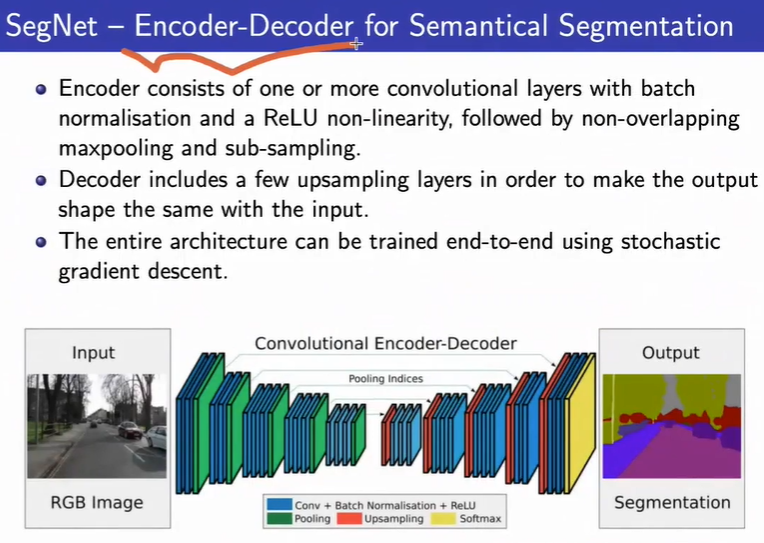 SegNet – Encoder-Decoder for Semantical Segmentation
Encoder consists of one or more convolutional layers with batch
normalisation and a ReLU non-linearity, followed by non-overlapping
maxpooling and sub-sampling.
Decoder includes a few upsampling layers in order to make the output
shape the same with the input.
The entire architecture can be trained end-to-end using stochastic
gradient descent.
Input
Convolutional Encoder-Decoder
Output
Pooling Indices
RGB Image
Segmentation
Conv + Batch Normalisation + ReLU
Pooling Upsampling Softmax